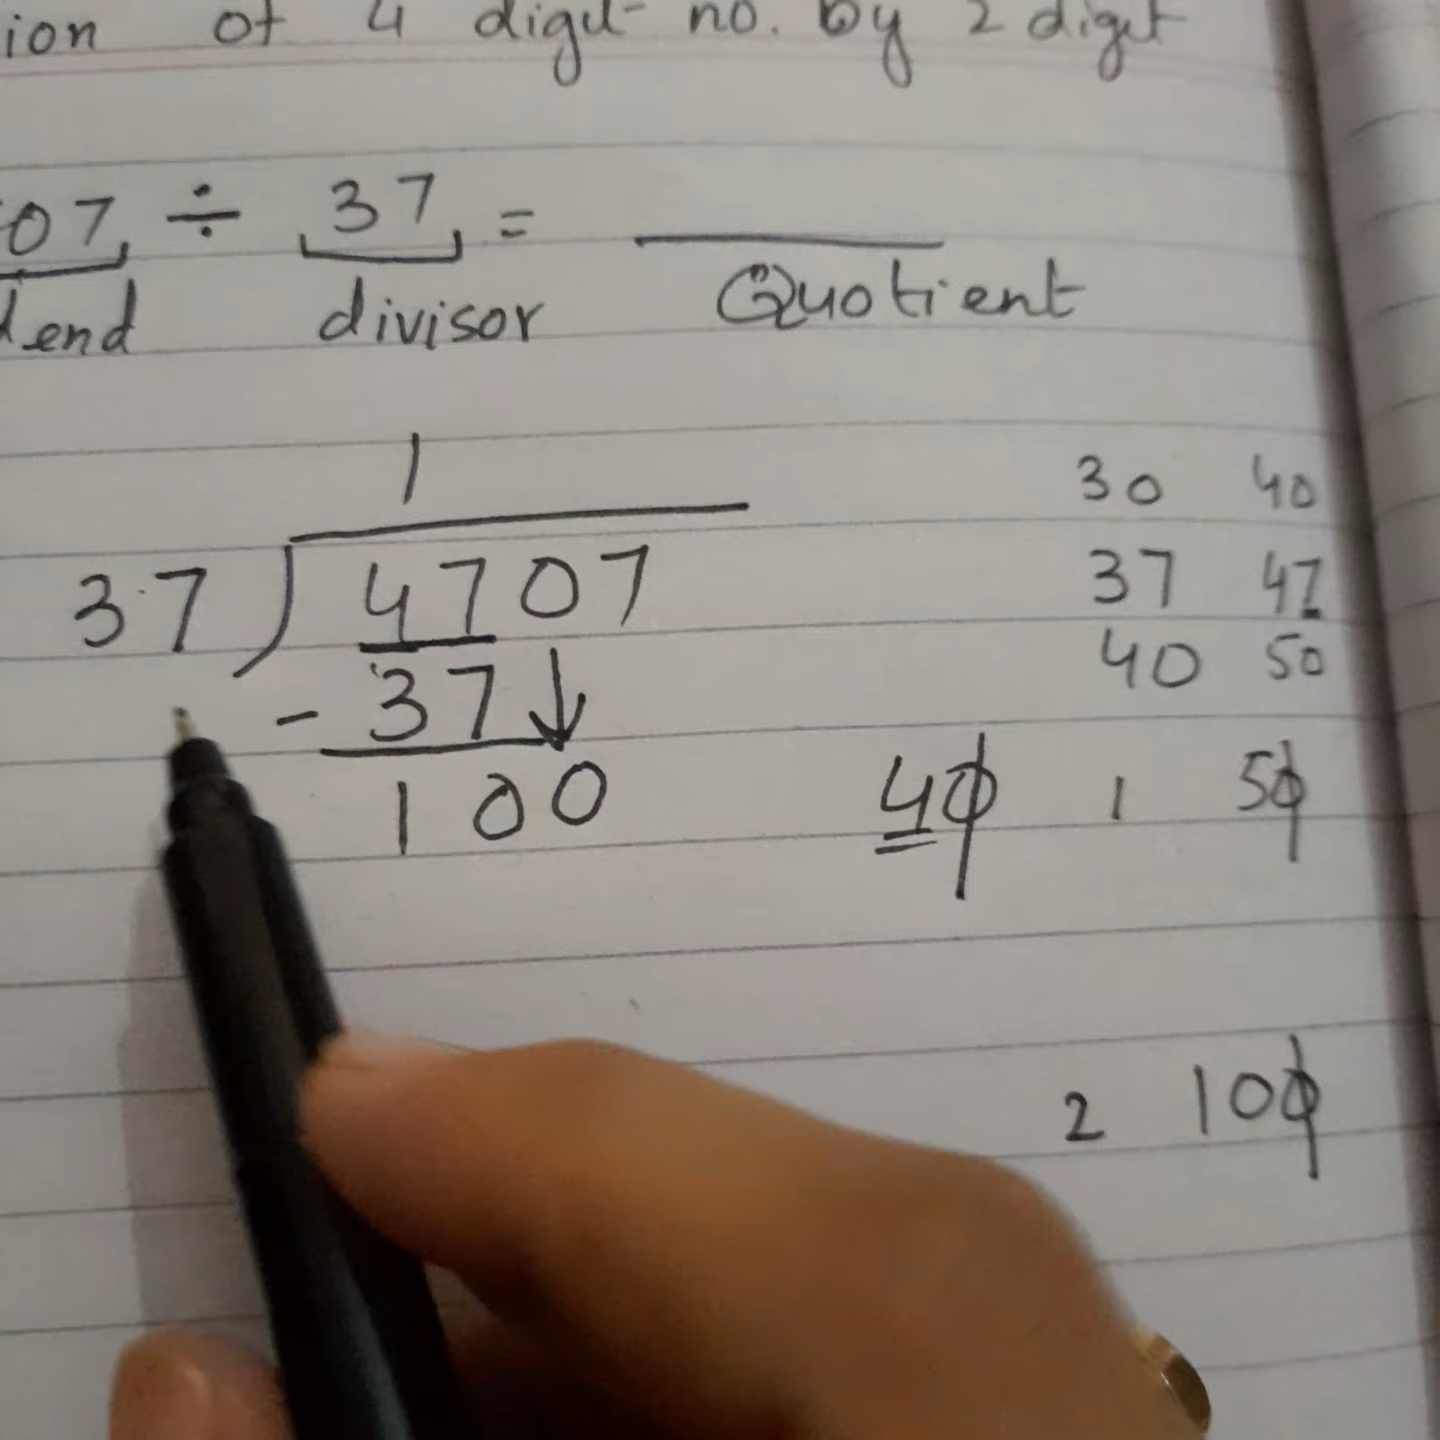 ion of 4 digit no. by 2 digit
07 ÷ 37 =
dend divisor Quotient
1
30 40
37 ) 4707
37 47
- 37 ↓
40 50
100
40 1 50
2 100